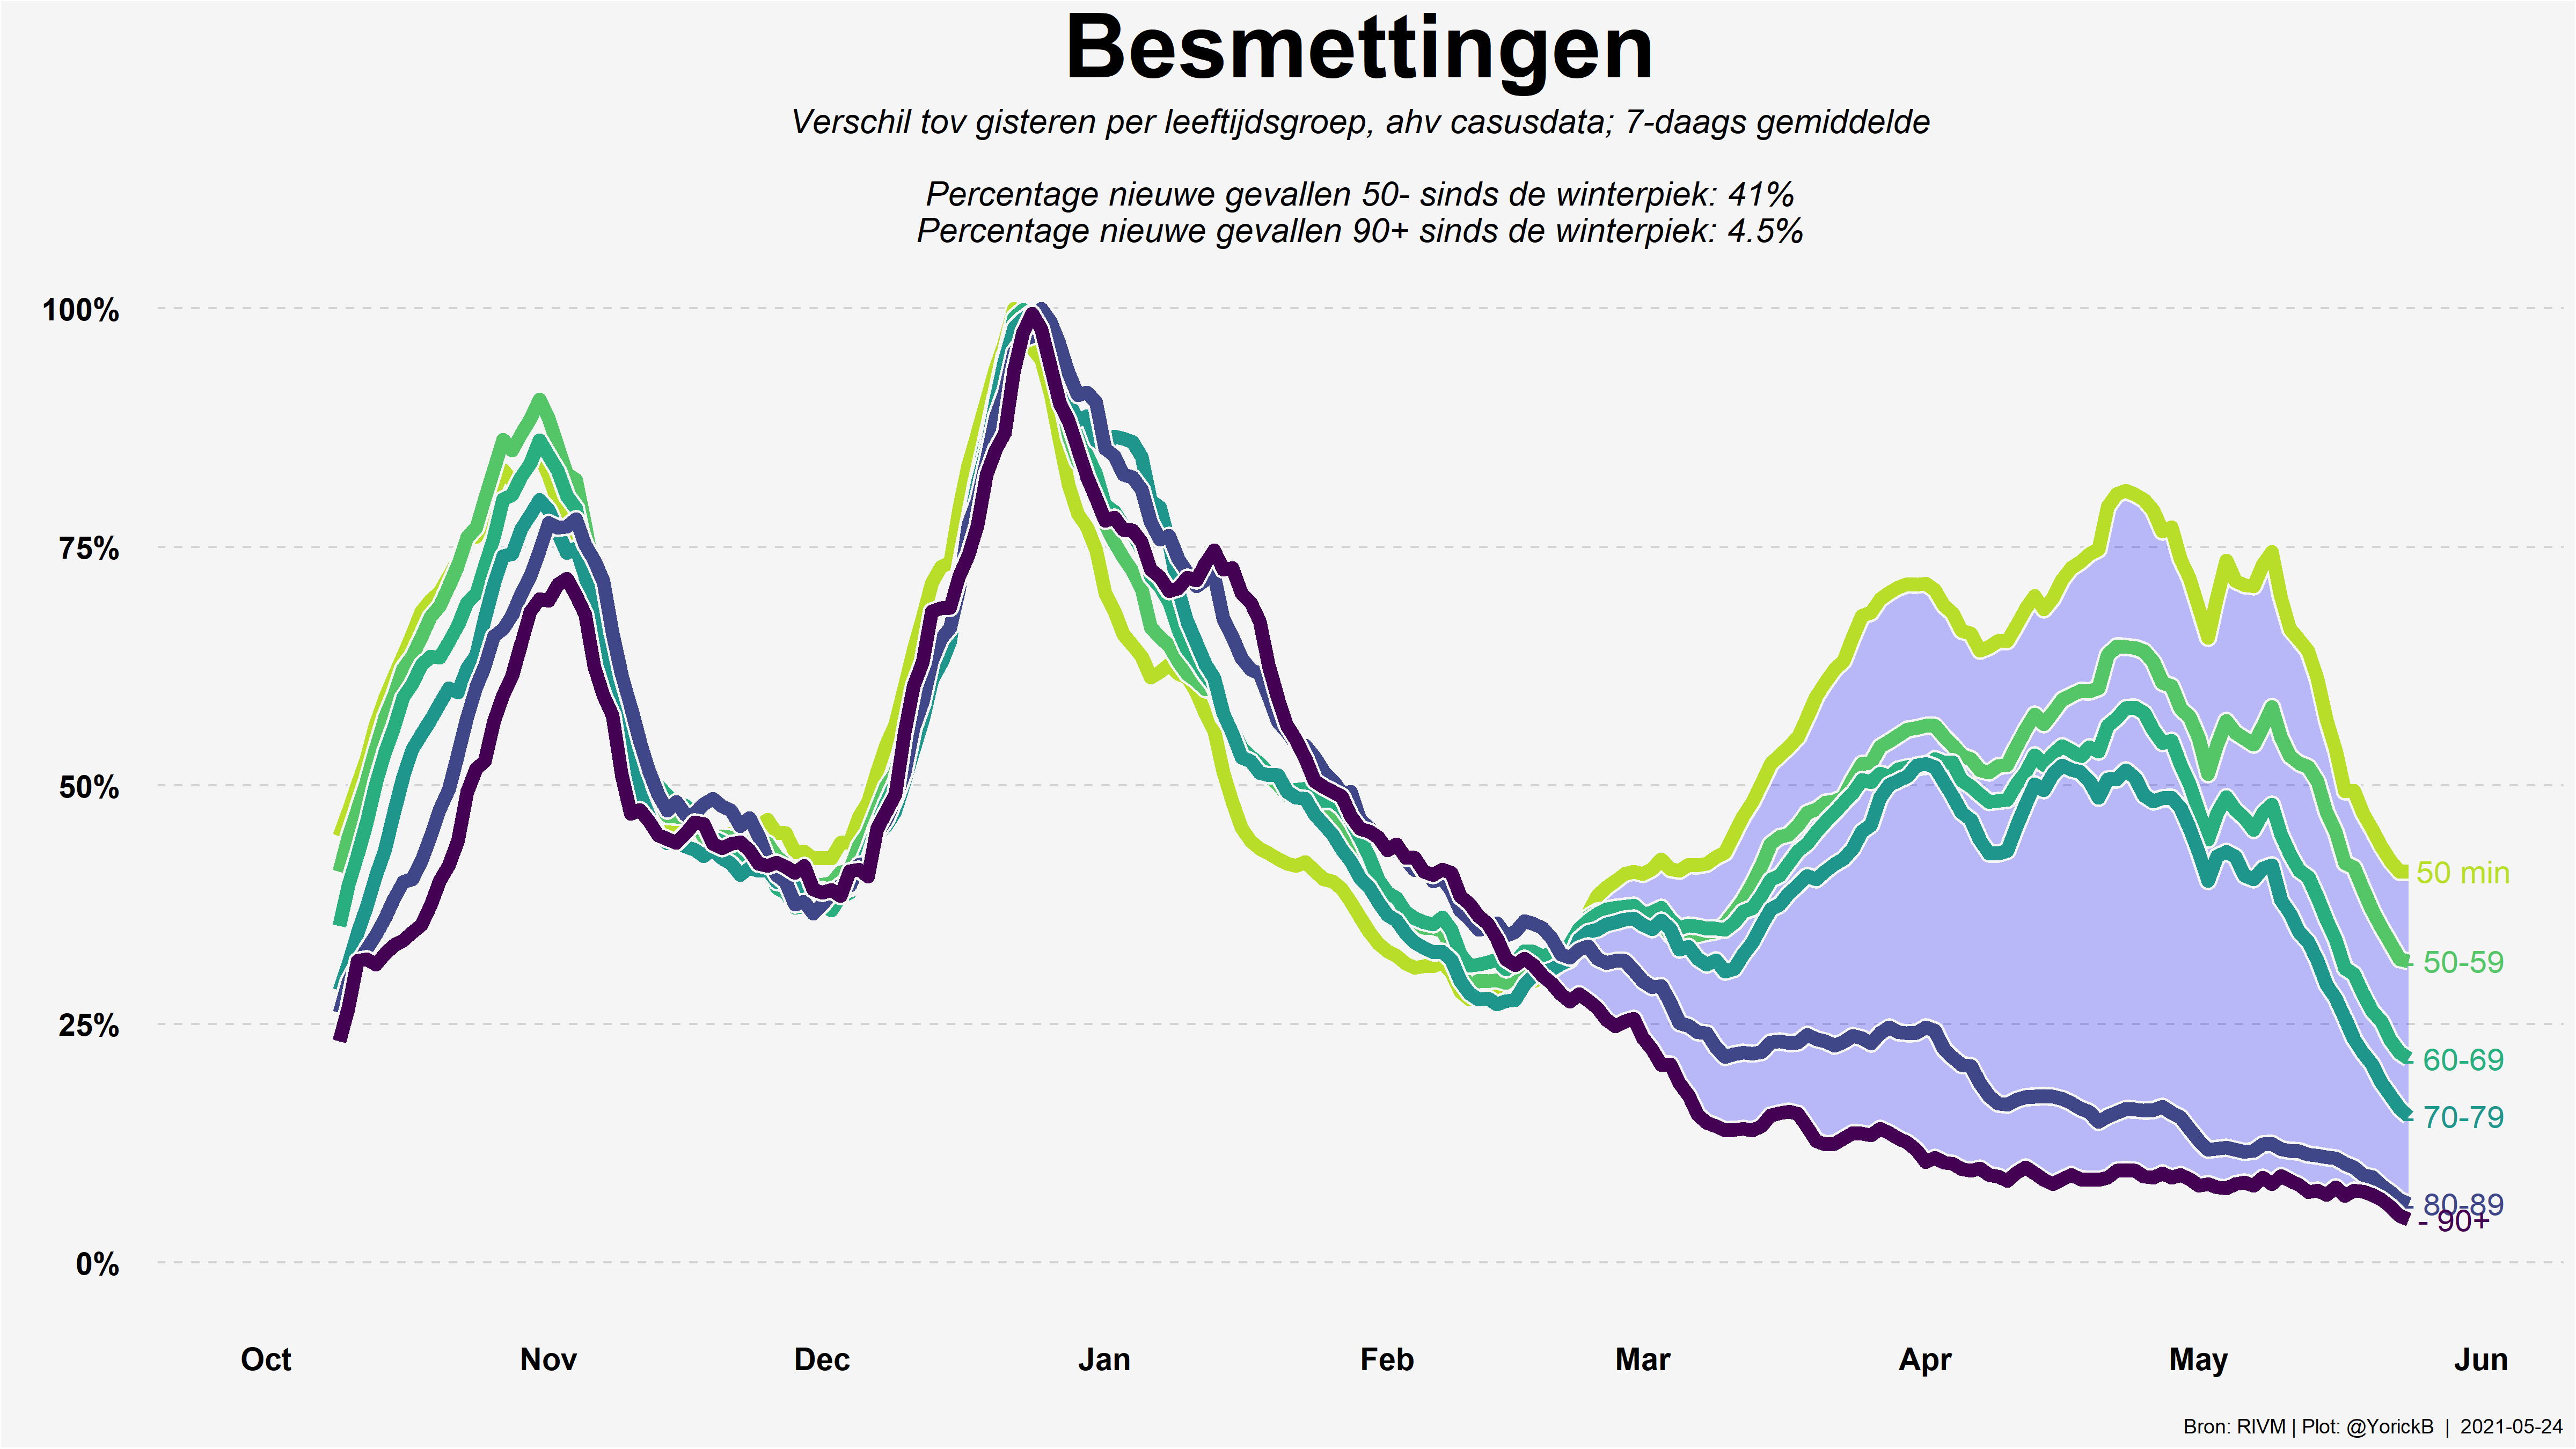 Besmettingen
Verschil tov gisteren per leeftijdsgroep, ahv casusdata; 7-daags gemiddelde
Percentage nieuwe gevallen 50- sinds de winterpiek: 41%
Percentage nieuwe gevallen 90+ sinds de winterpiek: 4.5%
100%
75%
50%
25%
0%
50 min
- 50-59
- 60-69
- 70-79
- 80-89
- 90+
Oct Nov Dec Jan Feb Mar Apr May Jun
Bron: RIVM | Plot: @YorickB | 2021-05-24